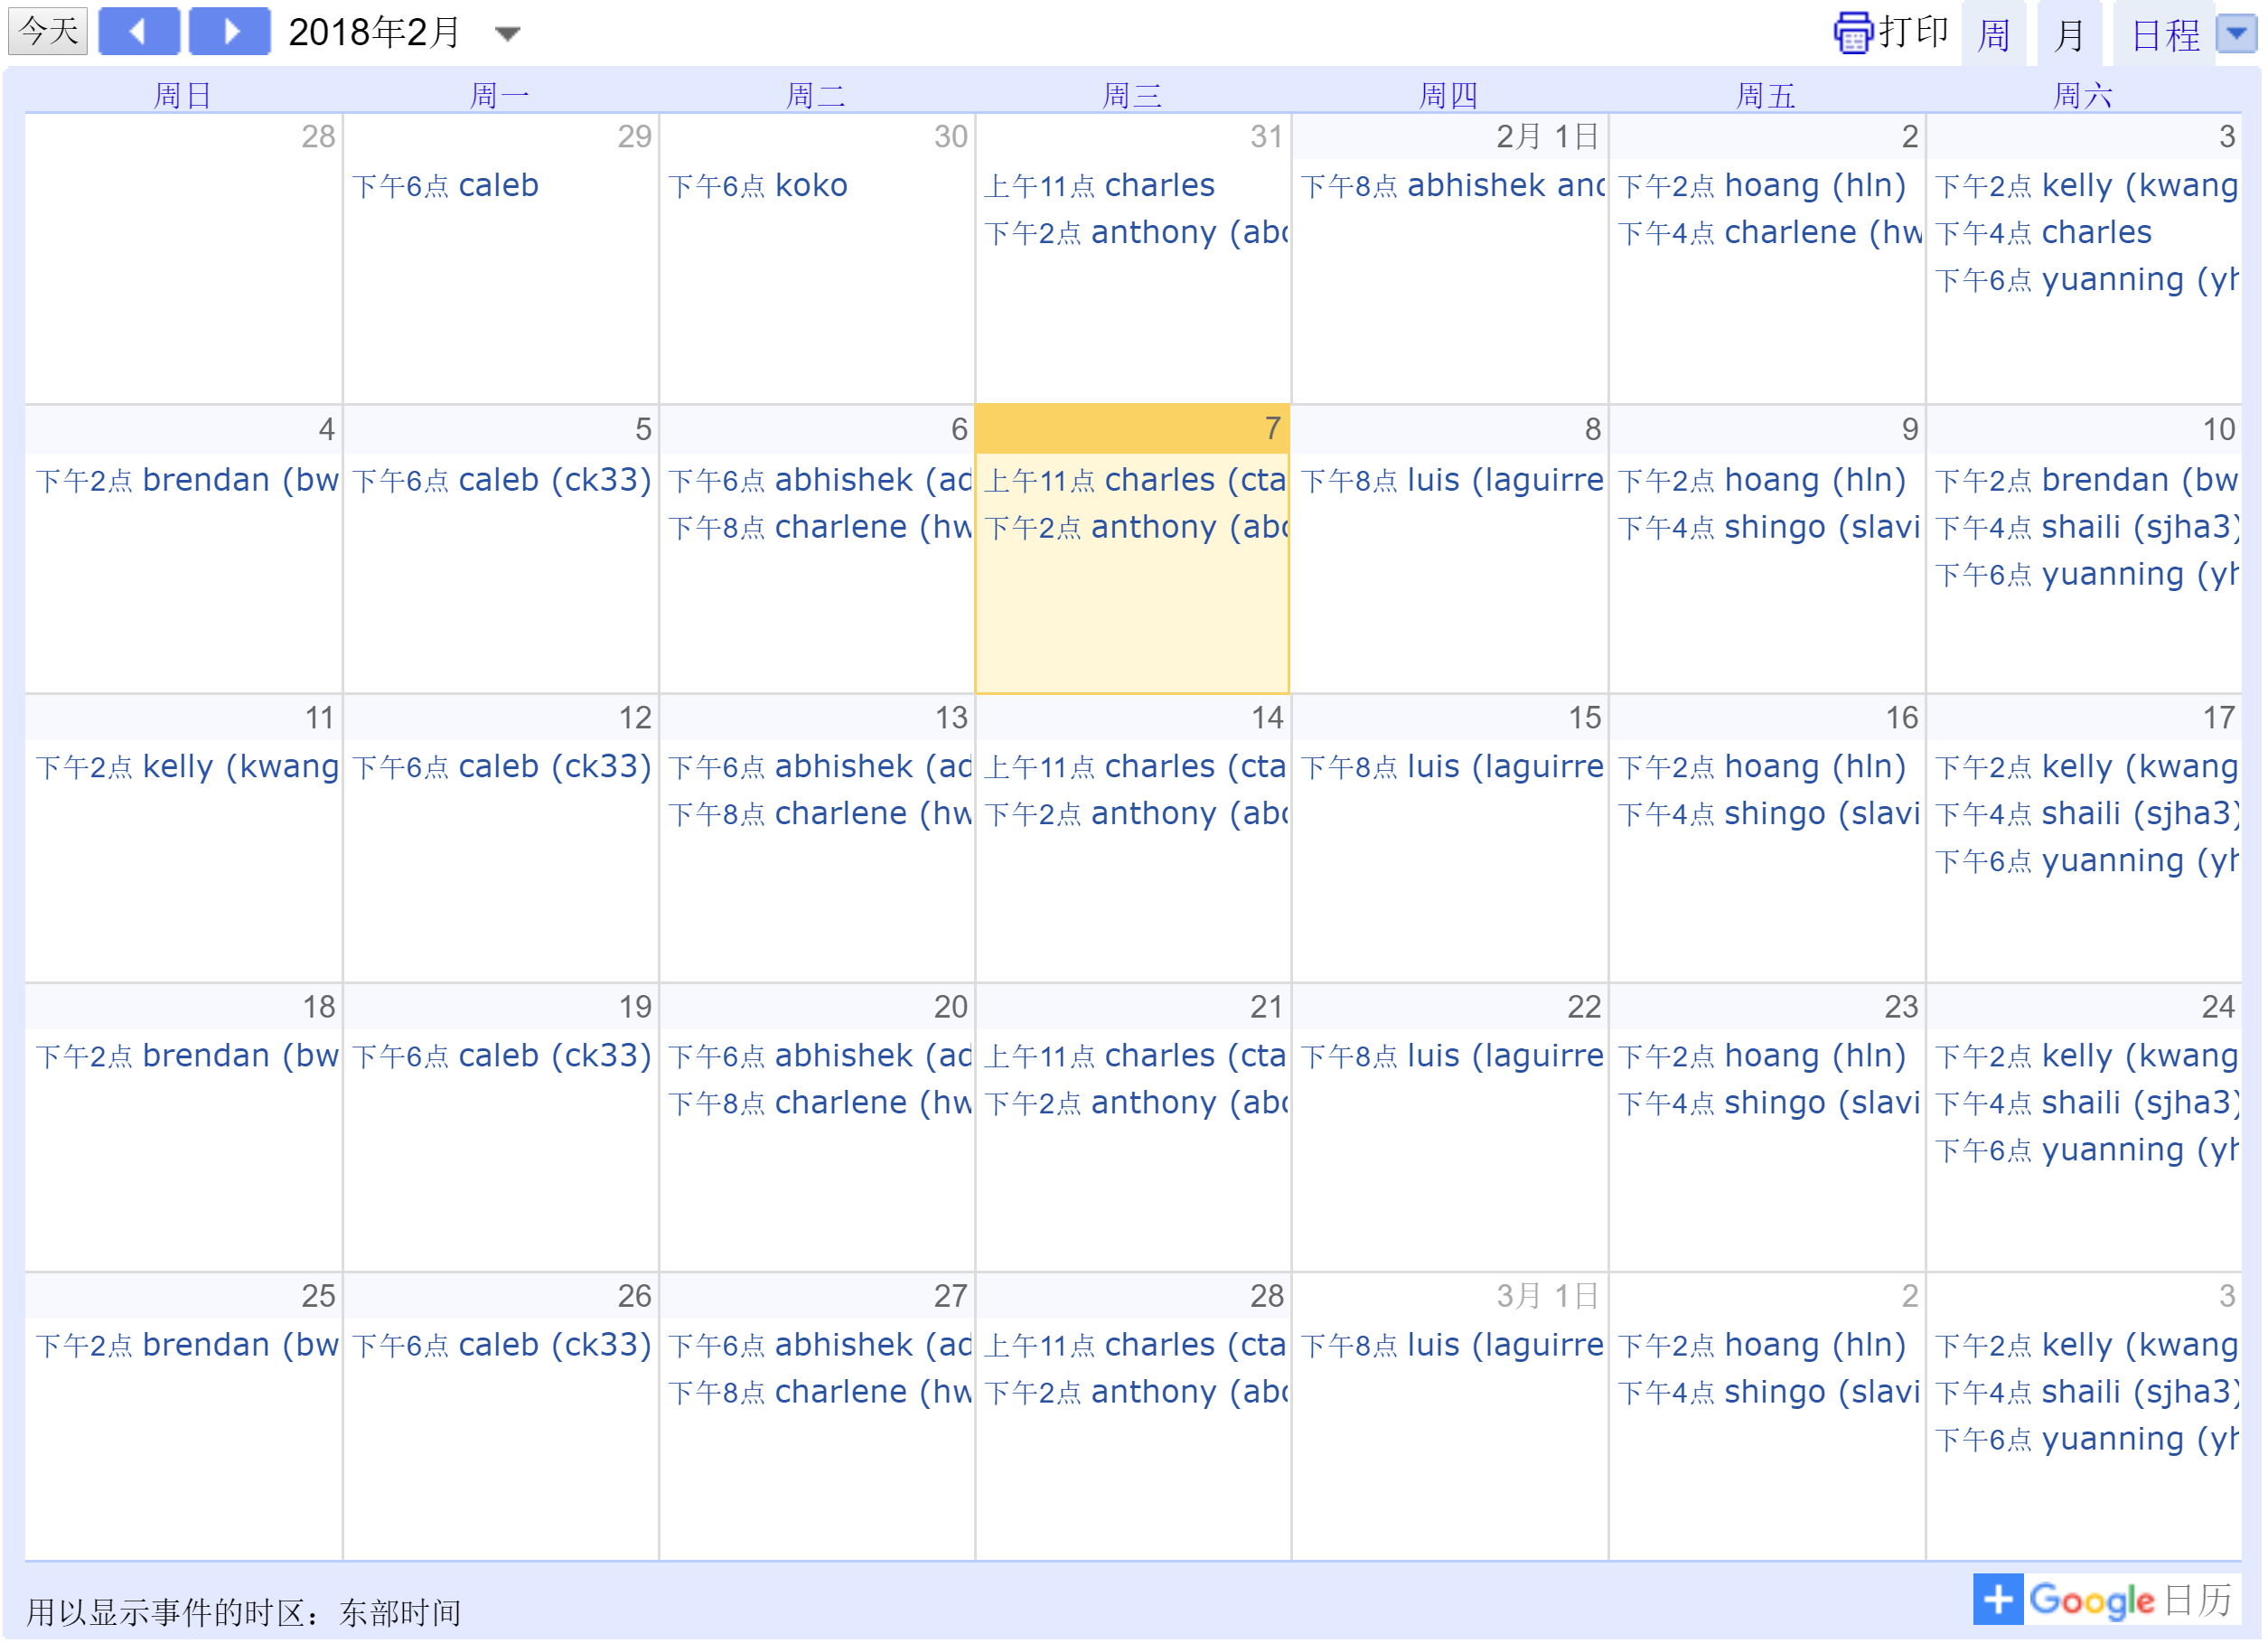 今天 2018年2月 打印 周 月 日程
周日 周一 周二 周三 周四 周五 周六
28 29 30 31 2月 1日 2 3
下午6点 caleb 下午6点 koko 上午11点 charles 下午8点 abhishek and 下午2点 hoang (hln) 下午2点 kelly (kwang
下午2点 anthony (abc 下午4点 charlene (hw 下午4点 charles
下午6点 yuanning (yh
4 5 6 7 8 9 10
下午2点 brendan (bw 下午6点 caleb (ck33) 下午6点 abhishek (ad 上午11点 charles (cta 下午8点 luis (laguirre 下午2点 hoang (hln) 下午2点 brendan (bw
下午8点 charlene (hw 下午2点 anthony (abc 下午4点 shingo (slavi 下午4点 shaili (sjha3)
下午6点 yuanning (yh
11 12 13 14 15 16 17
下午2点 kelly (kwang 下午6点 caleb (ck33) 下午6点 abhishek (ad 上午11点 charles (cta 下午8点 luis (laguirre 下午2点 hoang (hln) 下午2点 kelly (kwang
下午8点 charlene (hw 下午2点 anthony (abc 下午4点 shingo (slavi 下午4点 shaili (sjha3)
下午6点 yuanning (yh
18 19 20 21 22 23 24
下午2点 brendan (bw 下午6点 caleb (ck33) 下午6点 abhishek (ad 上午11点 charles (cta 下午8点 luis (laguirre 下午2点 hoang (hln) 下午2点 kelly (kwang
下午8点 charlene (hw 下午2点 anthony (abc 下午4点 shingo (slavi 下午4点 shaili (sjha3)
下午6点 yuanning (yh
25 26 27 28 3月 1日 2 3
下午2点 brendan (bw 下午6点 caleb (ck33) 下午6点 abhishek (ad 上午11点 charles (cta 下午8点 luis (laguirre 下午2点 hoang (hln) 下午2点 kelly (kwang
下午8点 charlene (hw 下午2点 anthony (abc 下午4点 shingo (slavi 下午4点 shaili (sjha3)
下午6点 yuanning (yh
用以显示事件的时区：东部时间 Google 日历